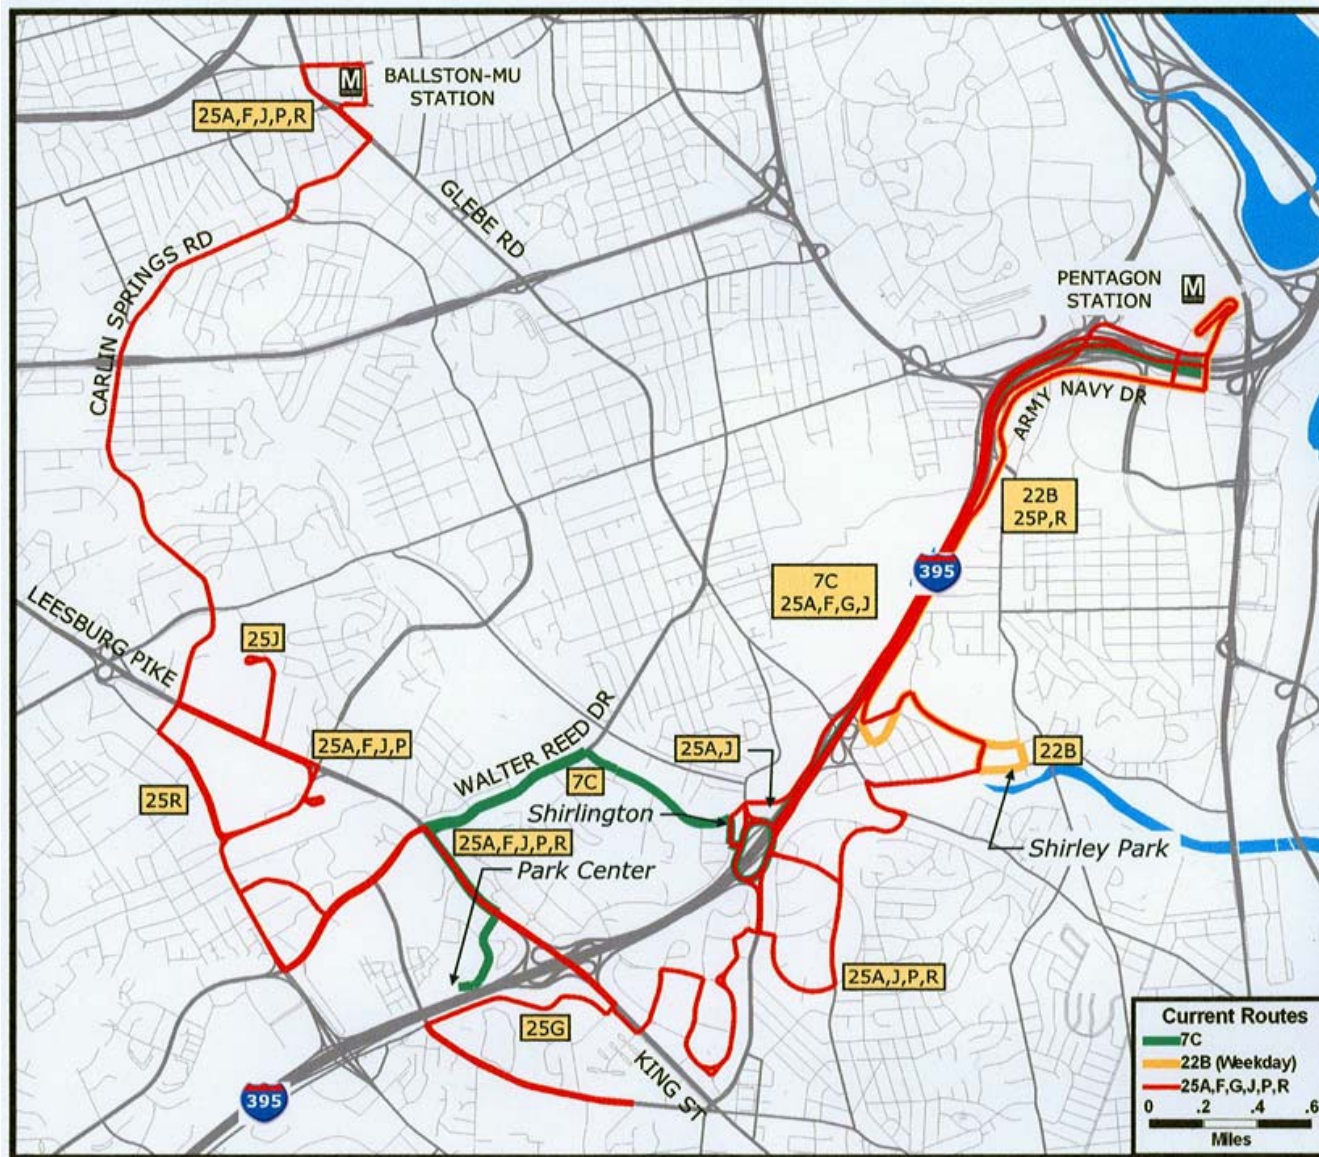 M
BALLSTON-MU
STATION
25A,F,J,P,R
GLEBE RD
CARLIN SPRINGS RD
PENTAGON
STATION
M
ARMY NAVY DR
22B
25P,R
395
7C
25A,F,G,J
LEESBURG PIKE
25J
25A,F,J,P
WALTER REED DR
7C
25A,J
22B
25R
Shirlington
25A,F,J,P,R
Park Center
Shirley Park
25A,J,P,R
25G
KING ST
395
Current Routes
7C
22B (Weekday)
25A,F,G,J,P,R
0 .2 .4 .6
Miles